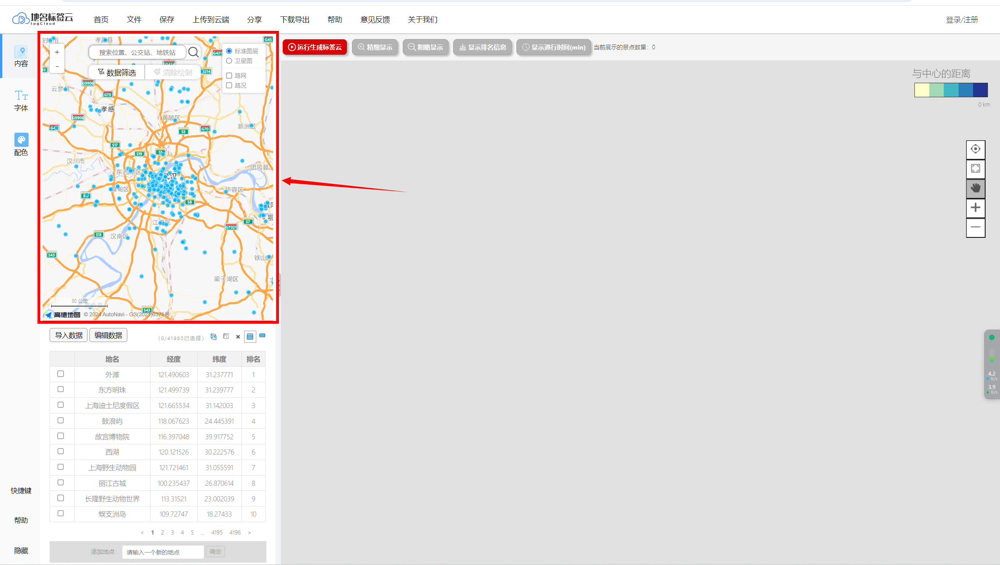 地名标签云
tagCloud
首页 文件 保存 上传到云端 分享 下载导出 帮助 意见反馈 关于我们 登录/注册
内容
字体
配色
快捷键
帮助
隐藏
+
-
搜索位置、公交站、地铁站
数据筛选 清除绘制
标准图层
卫星图
路网
路况
G45
G4213
G0424
G4214
云梦县
G9906
G70
孝感
G9906
黄陂区
新洲区
S3
G70
S17
S19
S1
汉川市
东西湖区
武汉
团风县
蔡甸区
华容区
S8
江夏区
S7
G7021
S13
汉南区
S43
铁山区
梁子湖区
30 公里
S43
高德地图 © 2024 AutoNavi - GS(2021)6375号
运行生成标签云 精细显示 粗略显示 显示排名信息 显示通行时间(min) 当前展示的景点数量：0
与中心的距离
0 km
4.2
K/s
3.9
K/s
导入数据 编辑数据 (0/41960已选择)
地名 经度 纬度 排名
外滩 121.490603 31.237771 1
东方明珠 121.499739 31.239777 2
上海迪士尼度假区 121.665534 31.142003 3
鼓浪屿 118.067623 24.445391 4
故宫博物院 116.397048 39.917752 5
西湖 120.121526 30.222576 6
上海野生动物园 121.721461 31.055591 7
丽江古城 100.235437 26.870614 8
长隆野生动物世界 113.31521 23.002039 9
蜈支洲岛 109.72747 18.27433 10
< 1 2 3 4 5 ... 4195 4196 >
添加地点： 请输入一个新的地点 确定